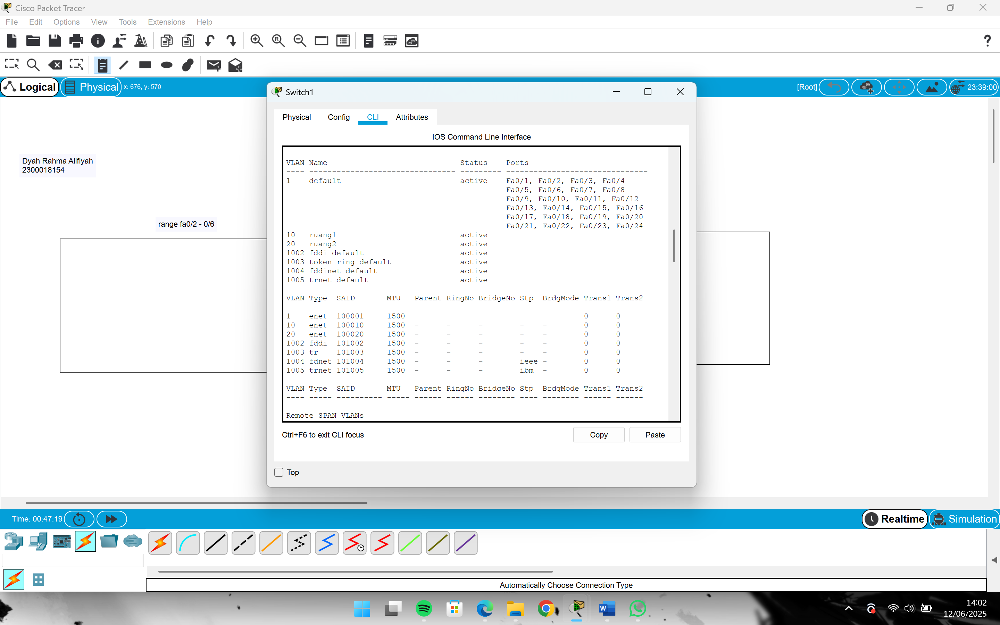 Cisco Packet Tracer
File Edit Options View Tools Extensions Help
Logical Physical x: 676, y: 570 [Root] 23:39:00
Switch1
Physical Config CLI Attributes
IOS Command Line Interface
Dyah Rahma Alifiyah
2300018154
range fa0/2 - 0/6
VLAN Name                             Status    Ports
---- -------------------------------- --------- -------------------------------
1    default                          active    Fa0/1, Fa0/2, Fa0/3, Fa0/4
                                                Fa0/5, Fa0/6, Fa0/7, Fa0/8
                                                Fa0/9, Fa0/10, Fa0/11, Fa0/12
                                                Fa0/13, Fa0/14, Fa0/15, Fa0/16
                                                Fa0/17, Fa0/18, Fa0/19, Fa0/20
                                                Fa0/21, Fa0/22, Fa0/23, Fa0/24
10   ruang1                           active
20   ruang2                           active
1002 fddi-default                     active
1003 token-ring-default               active
1004 fddinet-default                  active
1005 trnet-default                    active
VLAN Type  SAID       MTU   Parent RingNo BridgeNo Stp  BrdgMode Trans1 Trans2
---- ----- ---------- ----- ------ ------ -------- ---- -------- ------ ------
1    enet  100001     1500  -      -      -        -    -        0      0
10   enet  100010     1500  -      -      -        -    -        0      0
20   enet  100020     1500  -      -      -        -    -        0      0
1002 fddi  101002     1500  -      -      -        -    -        0      0
1003 tr    101003     1500  -      -      -        -    -        0      0
1004 fdnet 101004     1500  -      -      -        ieee -        0      0
1005 trnet 101005     1500  -      -      -        ibm  -        0      0
VLAN Type  SAID       MTU   Parent RingNo BridgeNo Stp  BrdgMode Trans1 Trans2
---- ----- ---------- ----- ------ ------ -------- ---- -------- ------ ------
Remote SPAN VLANs
Ctrl+F6 to exit CLI focus
Copy Paste
Top
Time: 00:47:19
Realtime Simulation
Automatically Choose Connection Type
14:02
12/06/2025